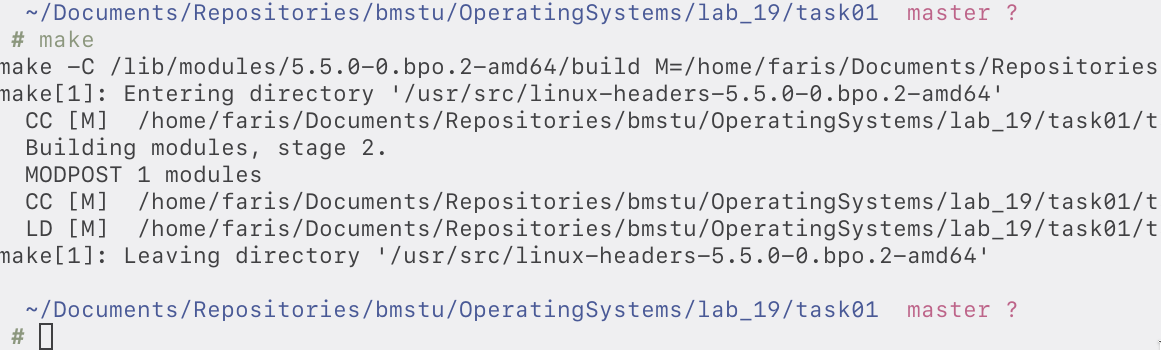 ~/Documents/Repositories/bmstu/OperatingSystems/lab_19/task01  master ?
# make
make -C /lib/modules/5.5.0-0.bpo.2-amd64/build M=/home/faris/Documents/Repositories
make[1]: Entering directory '/usr/src/linux-headers-5.5.0-0.bpo.2-amd64'
  CC [M]  /home/faris/Documents/Repositories/bmstu/OperatingSystems/lab_19/task01/t
  Building modules, stage 2.
  MODPOST 1 modules
  CC [M]  /home/faris/Documents/Repositories/bmstu/OperatingSystems/lab_19/task01/t
  LD [M]  /home/faris/Documents/Repositories/bmstu/OperatingSystems/lab_19/task01/t
make[1]: Leaving directory '/usr/src/linux-headers-5.5.0-0.bpo.2-amd64'
~/Documents/Repositories/bmstu/OperatingSystems/lab_19/task01  master ?
#